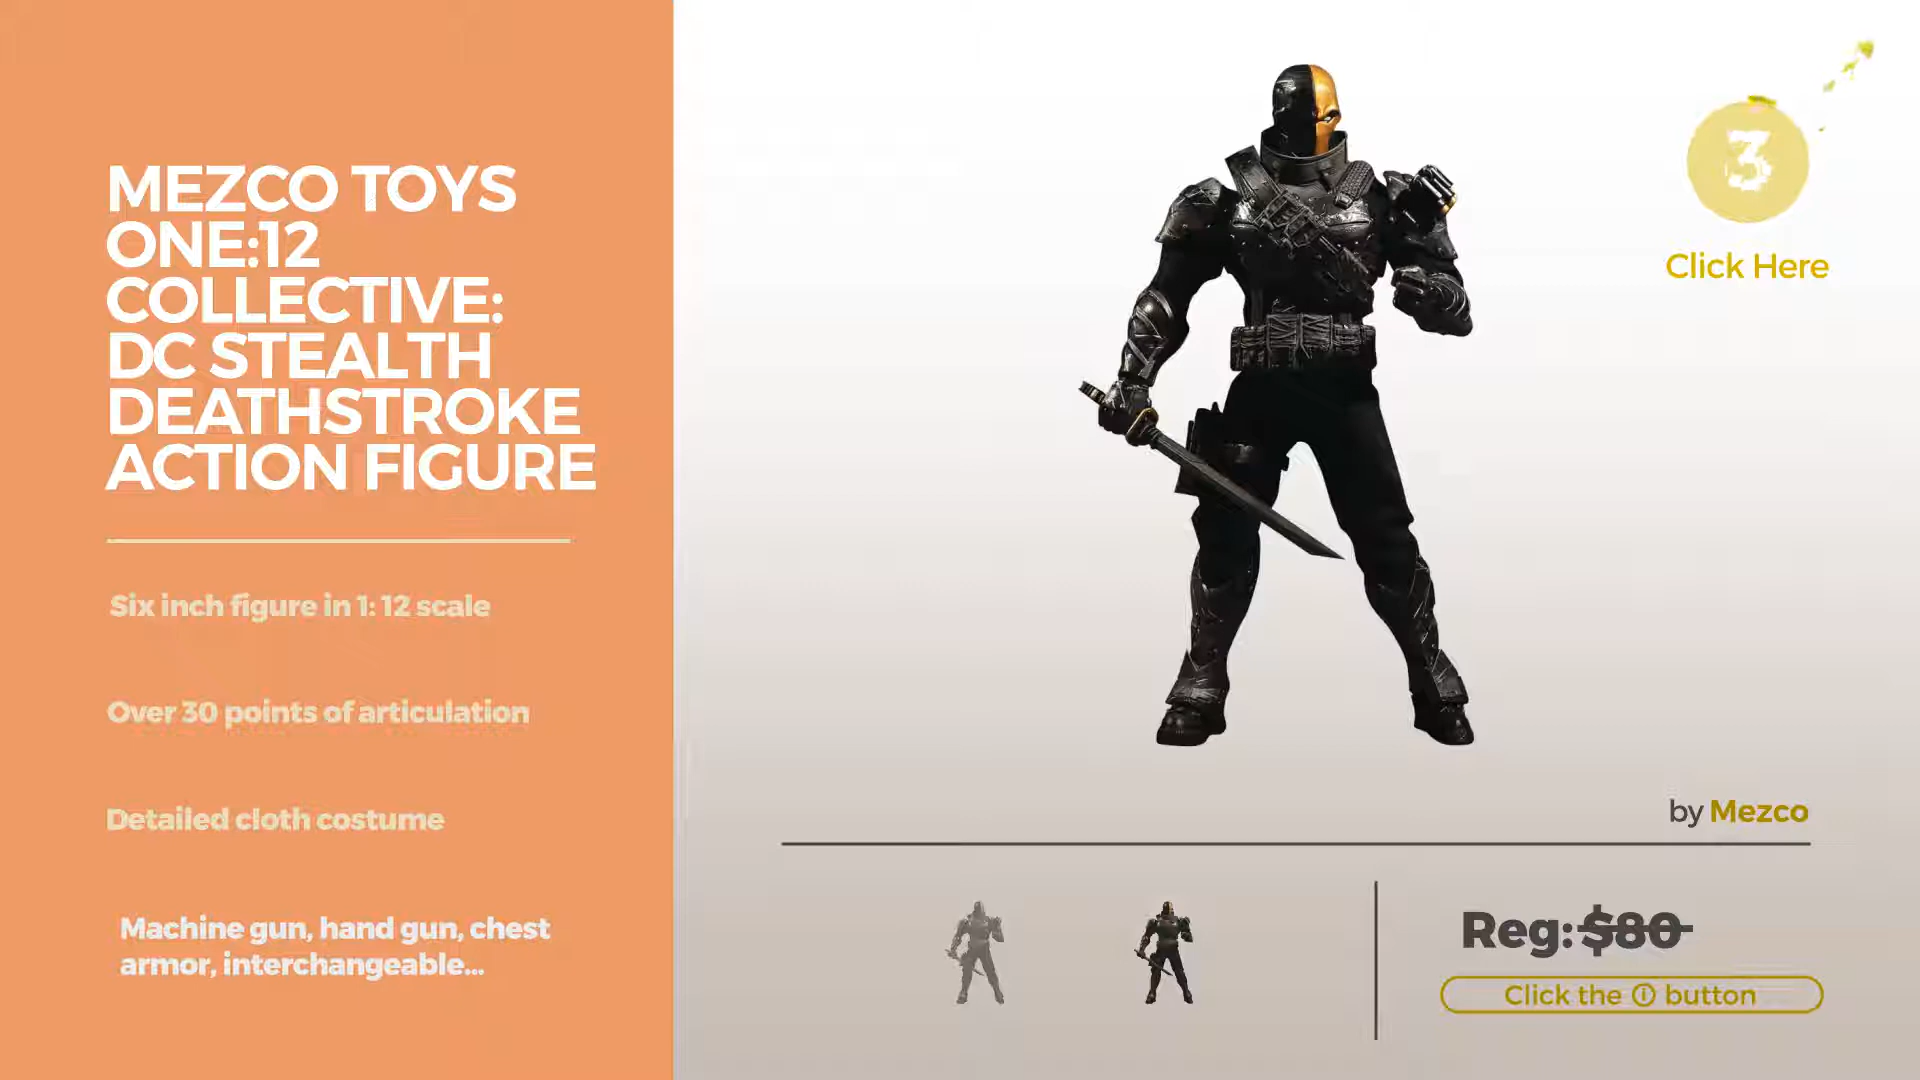 MEZCO TOYS
ONE:12
COLLECTIVE:
DC STEALTH
DEATHSTROKE
ACTION FIGURE
Six inch figure in 1: 12 scale
Over 30 points of articulation
Detailed cloth costume
Machine gun, hand gun, chest
armor, interchangeable...
3
Click Here
by Mezco
Reg: $80
Click the ⓘ button